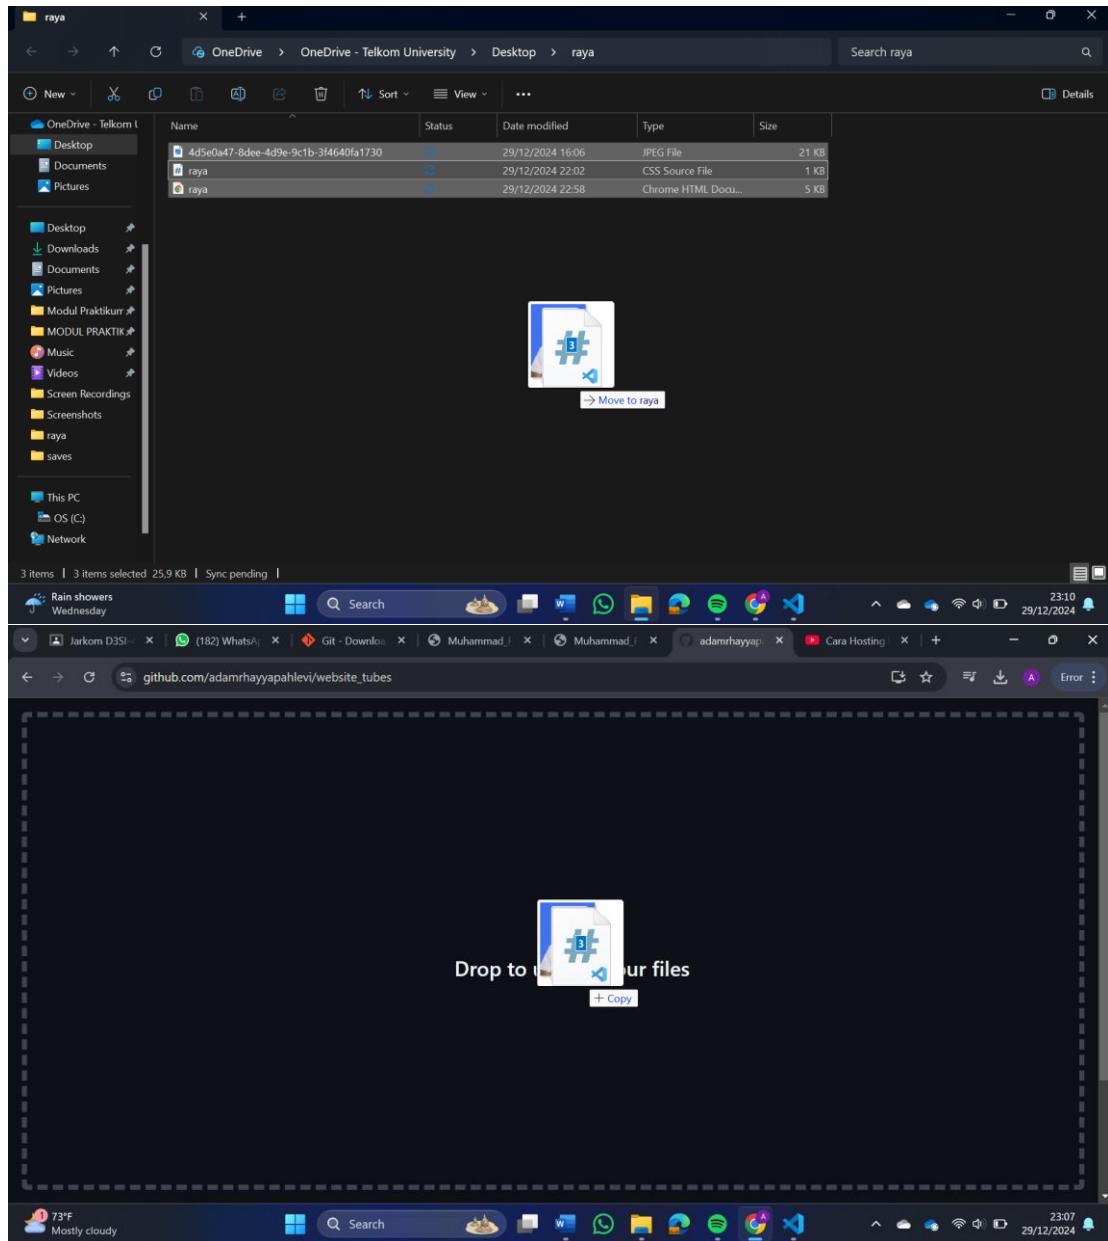 raya
OneDrive > OneDrive - Telkom University > Desktop > raya
Search raya
New
Sort
View
Details
OneDrive - Telkom U
Desktop
Documents
Pictures
Desktop
Downloads
Documents
Pictures
Modul Praktikum
MODUL PRAKTIK
Music
Videos
Screen Recordings
Screenshots
raya
saves
This PC
OS (C:)
Network
Name Status Date modified Type Size
4d5e0a47-8dee-4d9e-9c1b-3f4640fa1730 29/12/2024 16:06 JPEG File 21 KB
raya 29/12/2024 22:02 CSS Source File 1 KB
raya 29/12/2024 22:58 Chrome HTML Docu... 5 KB
3
Move to raya
3 items 3 items selected 25,9 KB Sync pending
Rain showers
Wednesday
Search
23:10
29/12/2024
Jarkom D3SI- (182) WhatsAp Git - Downloa Muhammad_ Muhammad_ adamrhayyap Cara Hosting
github.com/adamrhayyapahlevi/website_tubes
A
Error
Drop to ur files
3
Copy
1
73°F
Mostly cloudy
Search
23:07
29/12/2024